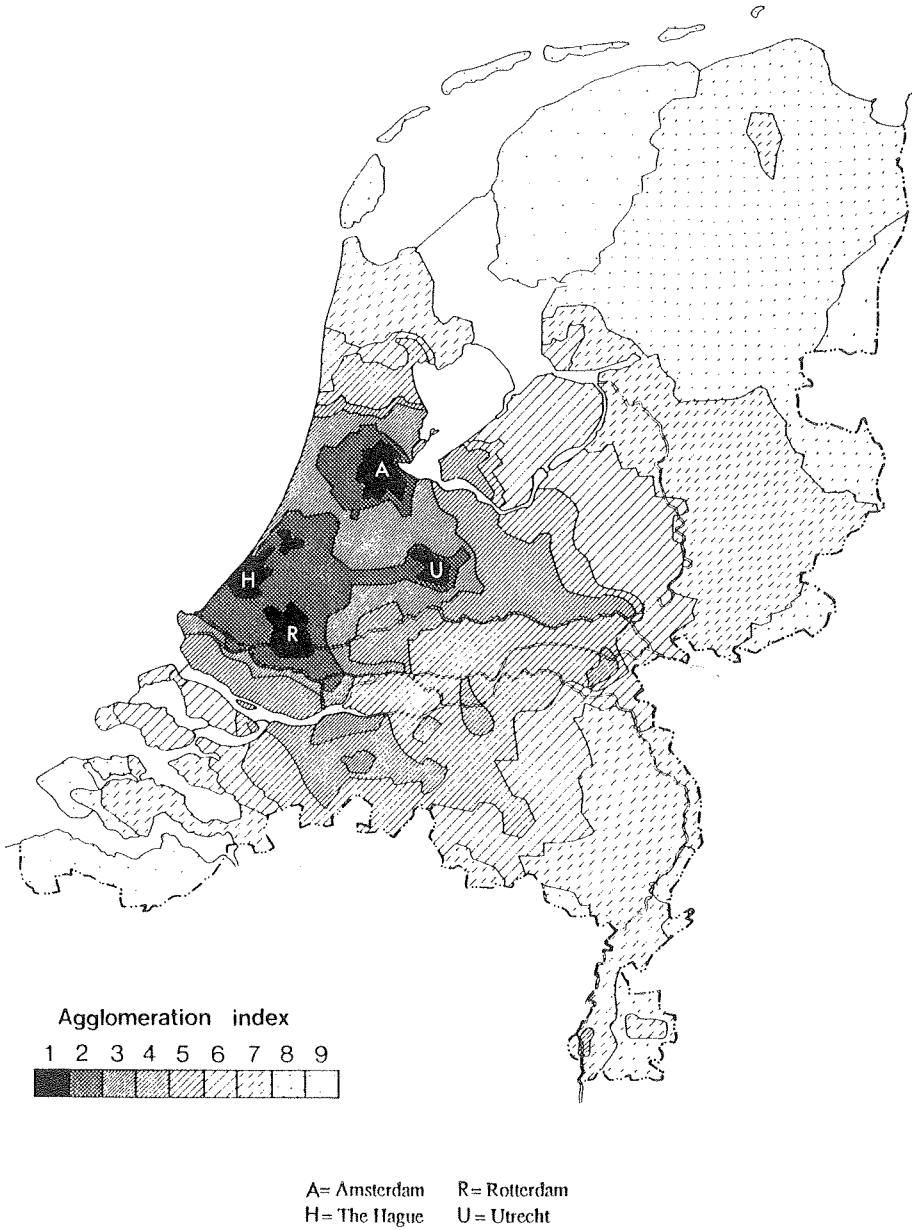 A
H
U
R
Agglomeration index
1 2 3 4 5 6 7 8 9
A= Amsterdam R= Rotterdam
H= The Hague U= Utrecht